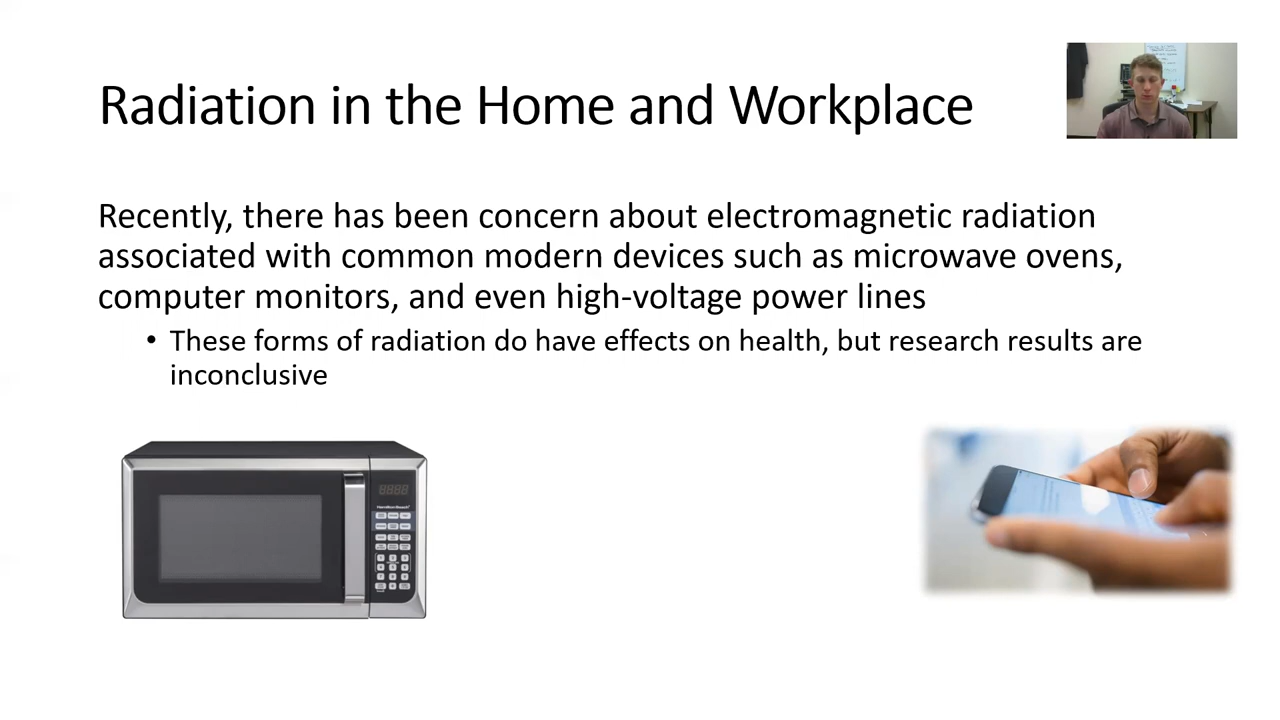 Radiation in the Home and Workplace
Recently, there has been concern about electromagnetic radiation
associated with common modern devices such as microwave ovens,
computer monitors, and even high-voltage power lines
• These forms of radiation do have effects on health, but research results are
inconclusive